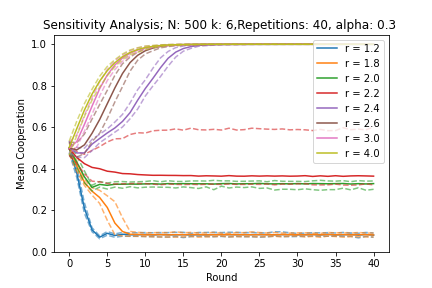 Sensitivity Analysis; N: 500 k: 6,Repetitions: 40, alpha: 0.3
Mean Cooperation
1.0
0.8
0.6
0.4
0.2
0.0
r = 1.2
r = 1.8
r = 2.0
r = 2.2
r = 2.4
r = 2.6
r = 3.0
r = 4.0
0 5 10 15 20 25 30 35 40
Round